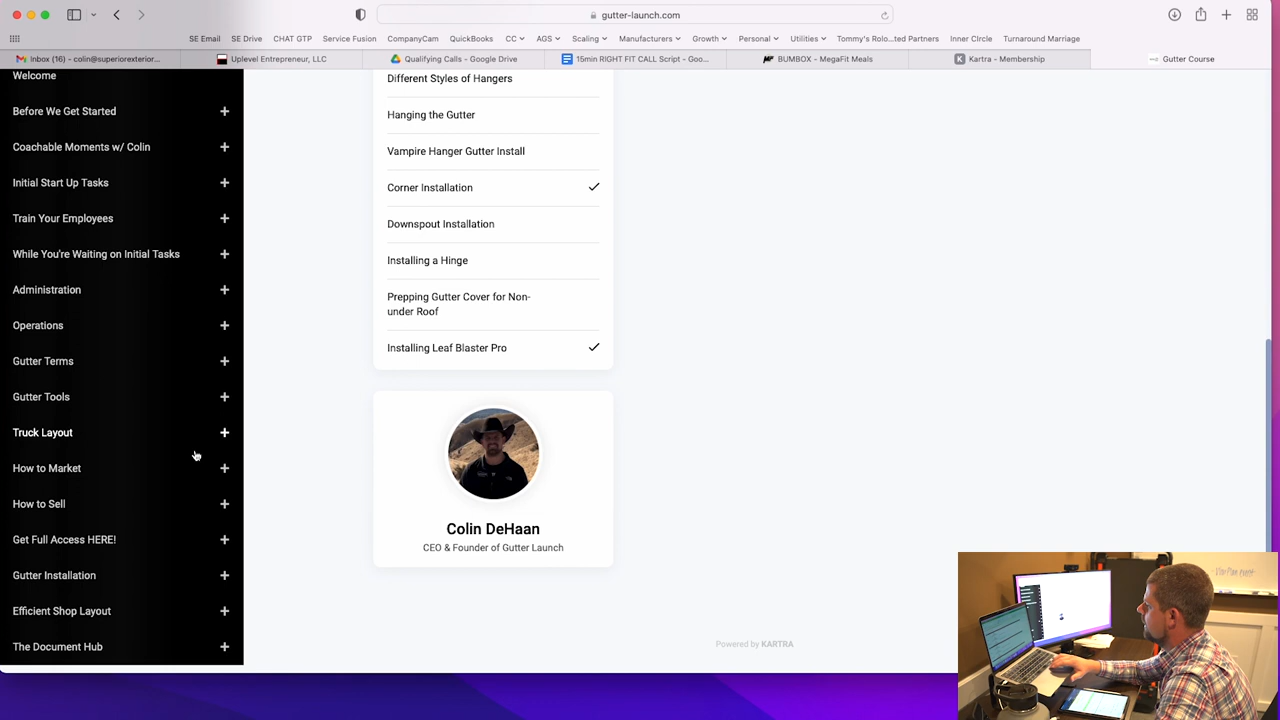 gutter-launch.com
SE Email SE Drive CHAT GTP Service Fusion CompanyCam QuickBooks CC AGS Scaling Manufacturers Growth Personal Utilities Tommy's Rolo...ted Partners Inner CIrcle Turnaround Marriage
Inbox (16) - colin@superiorexterior... Uplevel Entrepreneur, LLC Qualifying Calls - Google Drive 15min RIGHT FIT CALL Script - Goo... BUMBOX — MegaFit Meals Kartra - Membership Gutter Course
Welcome
Before We Get Started
Coachable Moments w/ Colin
Initial Start Up Tasks
Train Your Employees
While You're Waiting on Initial Tasks
Administration
Operations
Gutter Terms
Gutter Tools
Truck Layout
How to Market
How to Sell
Get Full Access HERE!
Gutter Installation
Efficient Shop Layout
The Document Hub
Different Styles of Hangers
Hanging the Gutter
Vampire Hanger Gutter Install
Corner Installation
Downspout Installation
Installing a Hinge
Prepping Gutter Cover for Non-
under Roof
Installing Leaf Blaster Pro
Colin DeHaan
CEO & Founder of Gutter Launch
Powered by KARTRA